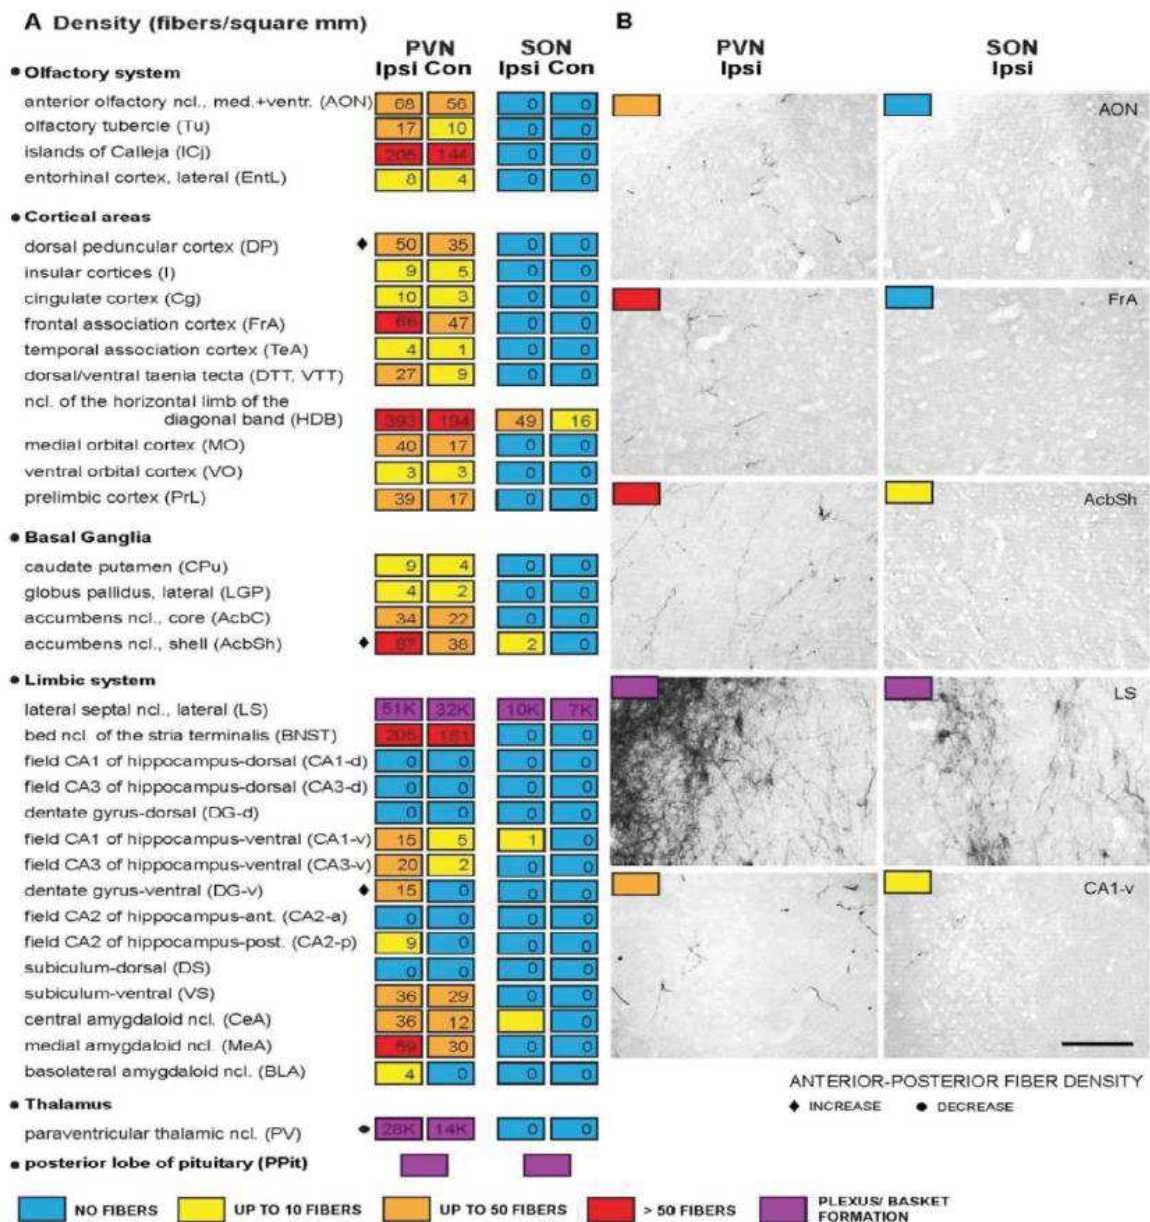 A Density (fibers/square mm)
PVN SON
Ipsi Con Ipsi Con
• Olfactory system
anterior olfactory ncl., med.+ventr. (AON) 68 56 0 0
olfactory tubercle (Tu) 17 10 0 0
islands of Calleja (ICj) 205 144 0 0
entorhinal cortex, lateral (EntL) 8 4 0 0
• Cortical areas
dorsal peduncular cortex (DP) ♦ 50 35 0 0
insular cortices (I) 9 5 0 0
cingulate cortex (Cg) 10 3 0 0
frontal association cortex (FrA) 66 47 0 0
temporal association cortex (TeA) 4 1 0 0
dorsal/ventral taenia tecta (DTT, VTT) 27 9 0 0
ncl. of the horizontal limb of the
diagonal band (HDB) 393 194 49 16
medial orbital cortex (MO) 40 17 0 0
ventral orbital cortex (VO) 3 3 0 0
prelimbic cortex (PrL) 39 17 0 0
• Basal Ganglia
caudate putamen (CPu) 9 4 0 0
globus pallidus, lateral (LGP) 4 2 0 0
accumbens ncl., core (AcbC) 34 22 0 0
accumbens ncl., shell (AcbSh) ♦ 87 38 2 0
• Limbic system
lateral septal ncl., lateral (LS) 51K 32K 10K 7K
bed ncl. of the stria terminalis (BNST) 205 181 0 0
field CA1 of hippocampus-dorsal (CA1-d) 0 0 0 0
field CA3 of hippocampus-dorsal (CA3-d) 0 0 0 0
dentate gyrus-dorsal (DG-d) 0 0 0 0
field CA1 of hippocampus-ventral (CA1-v) 15 5 1 0
field CA3 of hippocampus-ventral (CA3-v) 20 2 0 0
dentate gyrus-ventral (DG-v) ♦ 15 0 0 0
field CA2 of hippocampus-ant. (CA2-a) 0 0 0 0
field CA2 of hippocampus-post. (CA2-p) 9 0 0 0
subiculum-dorsal (DS) 0 0 0 0
subiculum-ventral (VS) 36 29 0 0
central amygdaloid ncl. (CeA) 36 12 0
medial amygdaloid ncl. (MeA) 59 30 0 0
basolateral amygdaloid ncl. (BLA) 4 0 0 0
• Thalamus
paraventricular thalamic ncl. (PV) ● 28K 14K 0 0
• posterior lobe of pituitary (PPit)
B
PVN SON
Ipsi Ipsi
AON
FrA
AcbSh
LS
CA1-v
ANTERIOR-POSTERIOR FIBER DENSITY
♦ INCREASE ● DECREASE
NO FIBERS UP TO 10 FIBERS UP TO 50 FIBERS > 50 FIBERS PLEXUS/ BASKET
FORMATION